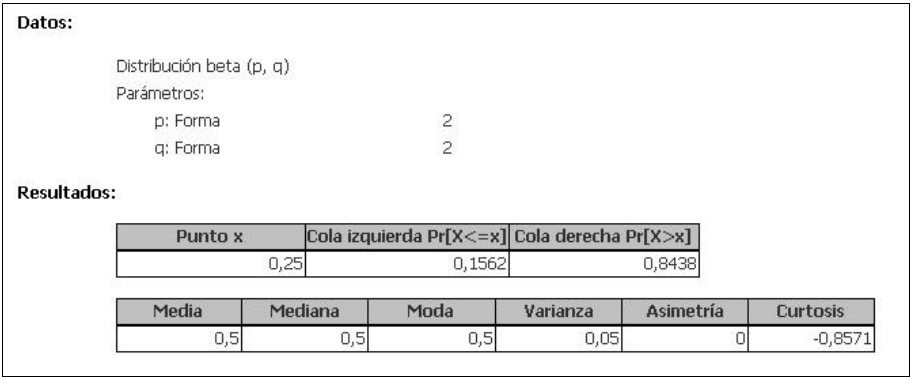 Datos:
Distribución beta (p, q)
Parámetros:
p: Forma 2
q: Forma 2
Resultados:
Punto x Cola izquierda Pr[X<=x] Cola derecha Pr[X>x]
0,25 0,1562 0,8438
Media Mediana Moda Varianza Asimetría Curtosis
0,5 0,5 0,5 0,05 0 -0,8571